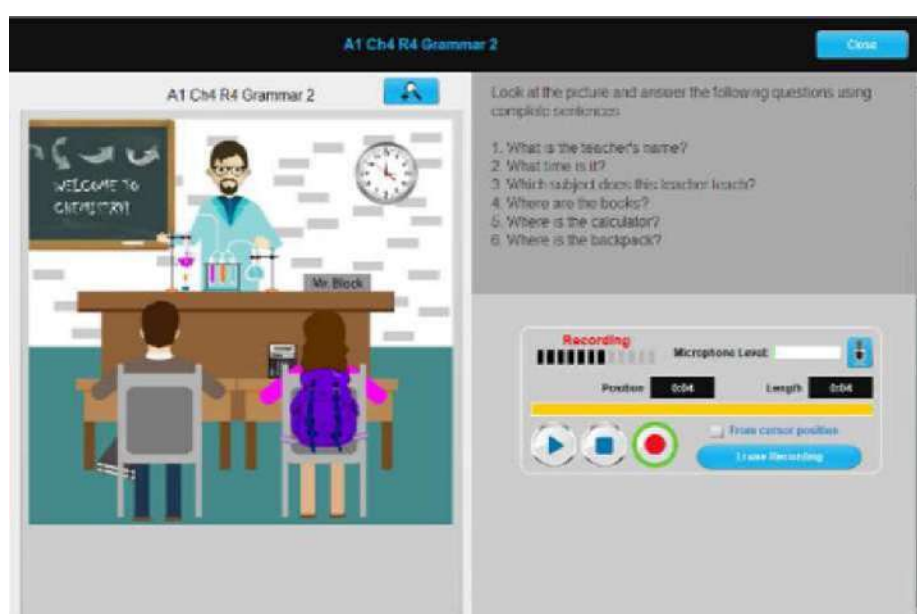 A1 Ch4 R4 Grammar 2
Close
A1 Ch4 R4 Grammar 2
WELCOME TO
CHEMISTRY!
Mr. Block
Look at the picture and answer the following questions using
complete sentences
1. What is the teacher's name?
2. What time is it?
3. Which subject does this teacher teach?
4. Where are the books?
5. Where is the calculator?
6. Where is the backpack?
Recording
Microphone Level:
Position 0:04 Length 0:04
From cursor position
Erase Recording